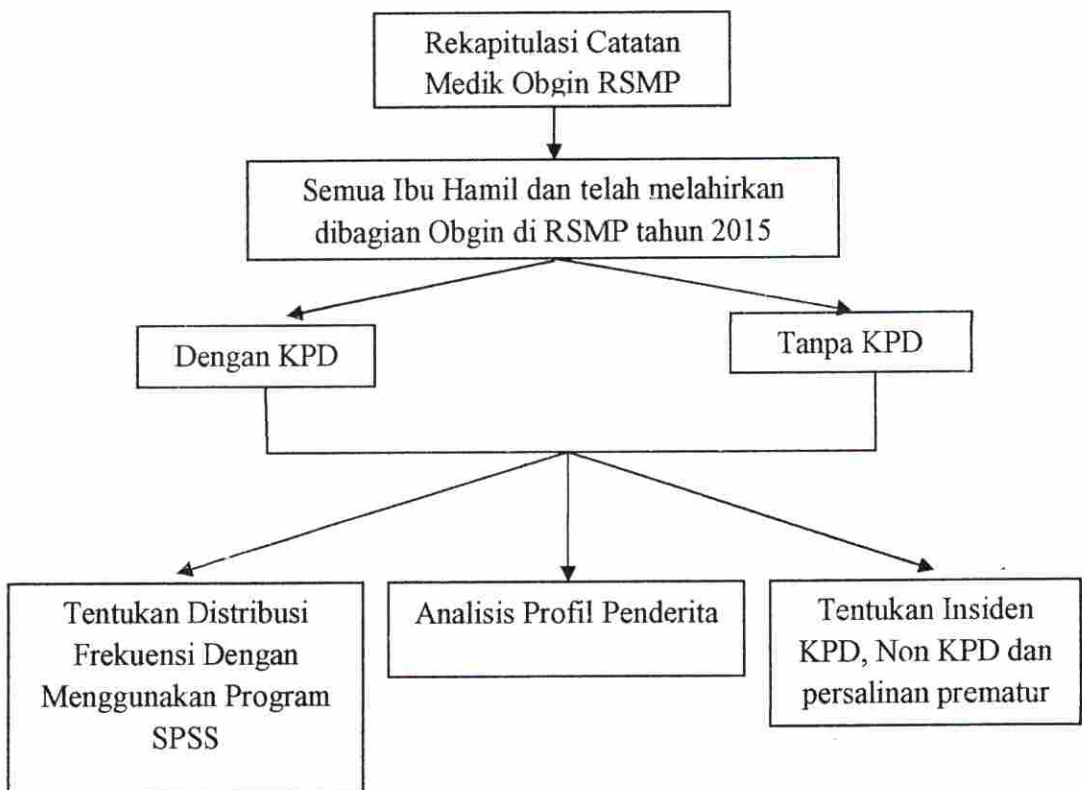 Rekapitulasi Catatan
Medik Obgin RSMP
Semua Ibu Hamil dan telah melahirkan
dibagian Obgin di RSMP tahun 2015
Dengan KPD
Tanpa KPD
Tentukan Distribusi
Frekuensi Dengan
Menggunakan Program
SPSS
Analisis Profil Penderita
Tentukan Insiden
KPD, Non KPD dan
persalinan prematur